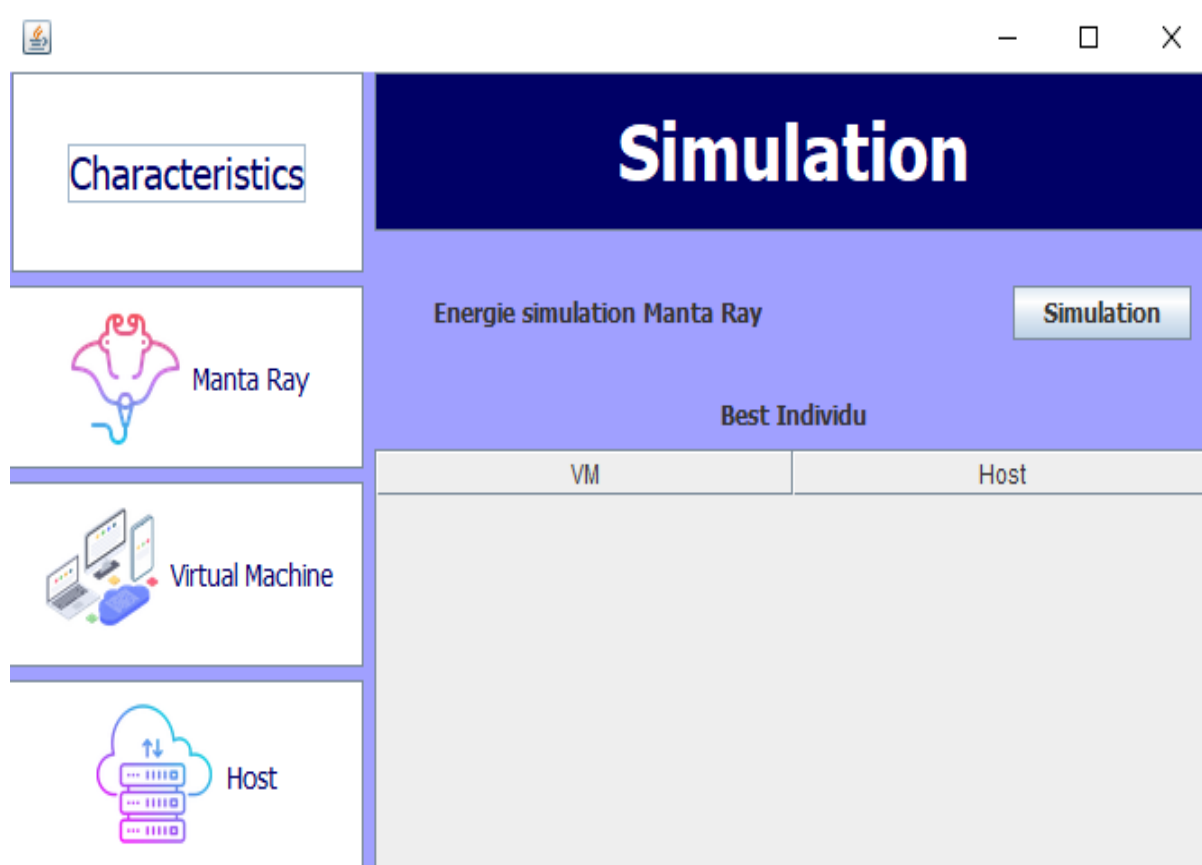 Characteristics
Simulation
Energie simulation Manta Ray
Simulation
Manta Ray
Best Individu
VM
Host
Virtual Machine
Host